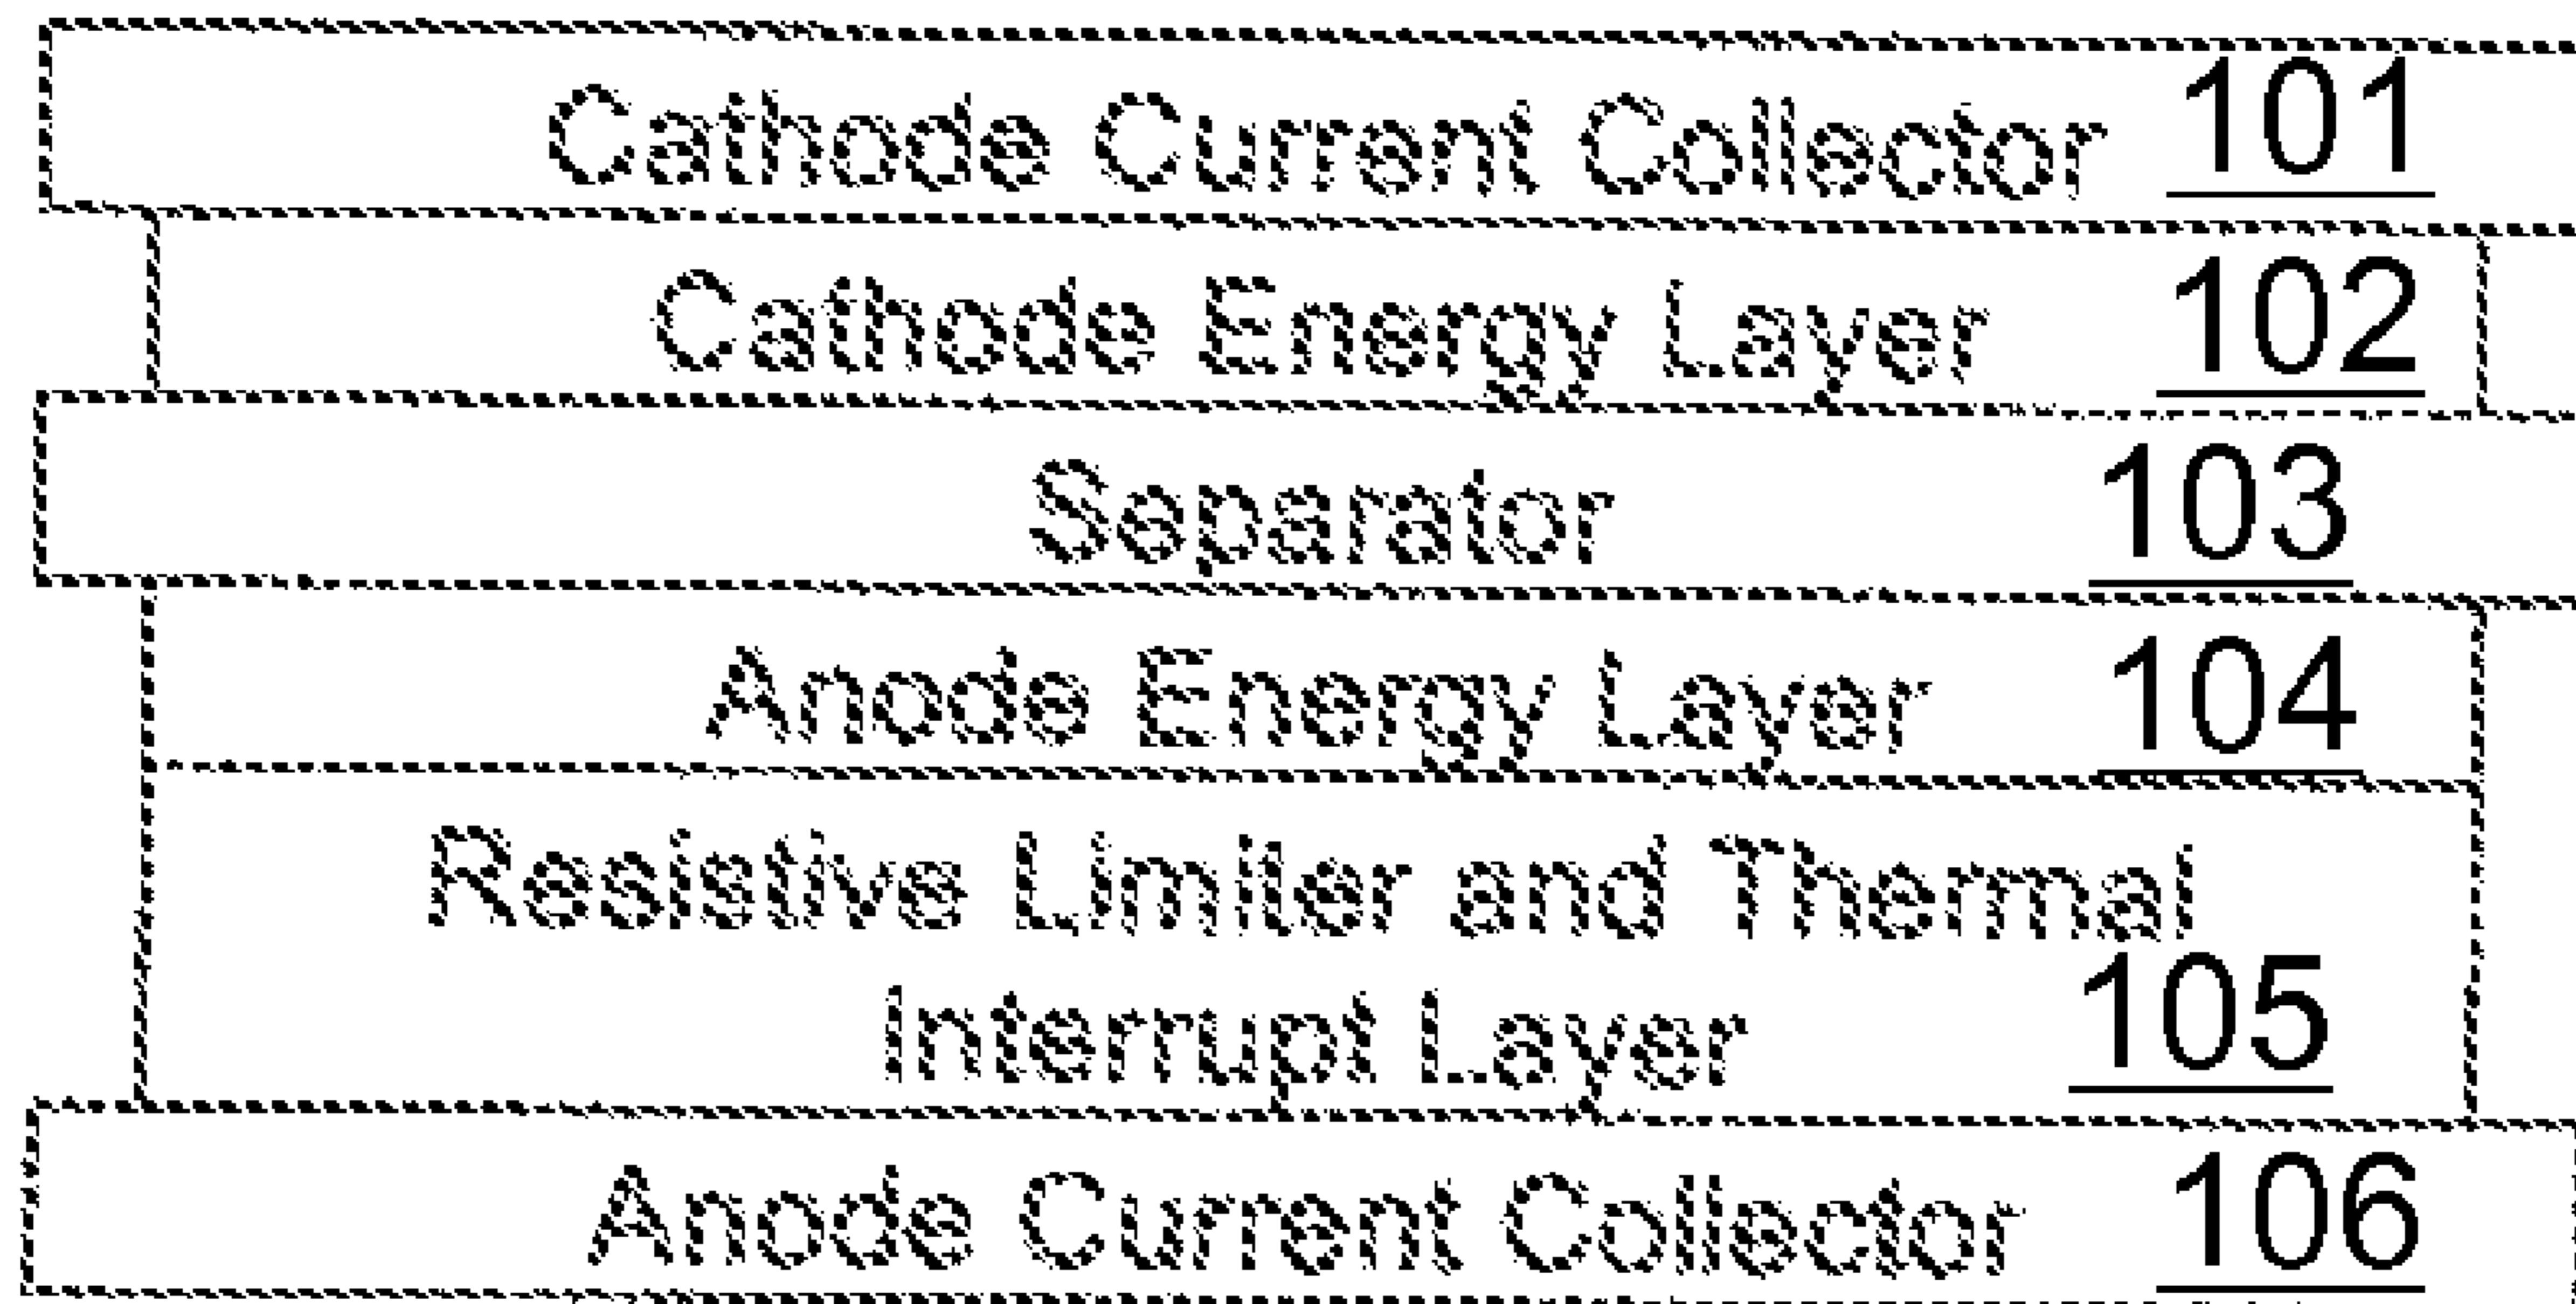 Cathode Current Collector 101
Cathode Energy Layer 102
Separator 103
Anode Energy Layer 104
Resistive Limiter and Thermal
Interrupt Layer 105
Anode Current Collector 106